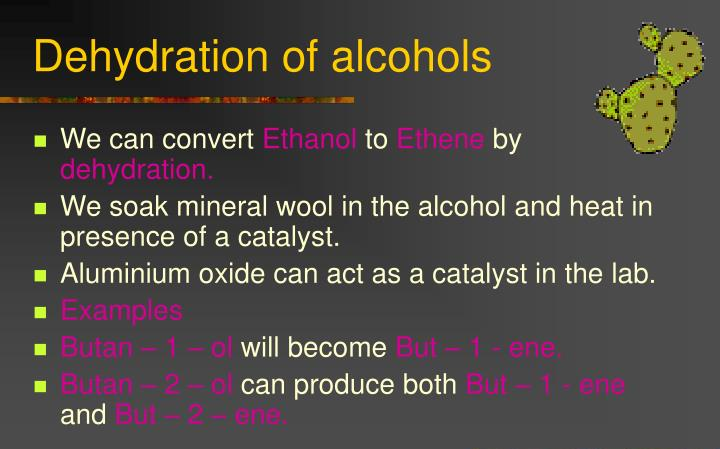 Dehydration of alcohols
We can convert Ethanol to Ethene by
dehydration.
We soak mineral wool in the alcohol and heat in
presence of a catalyst.
Aluminium oxide can act as a catalyst in the lab.
Examples
Butan – 1 – ol will become But – 1 - ene.
Butan – 2 – ol can produce both But – 1 - ene
and But – 2 – ene.